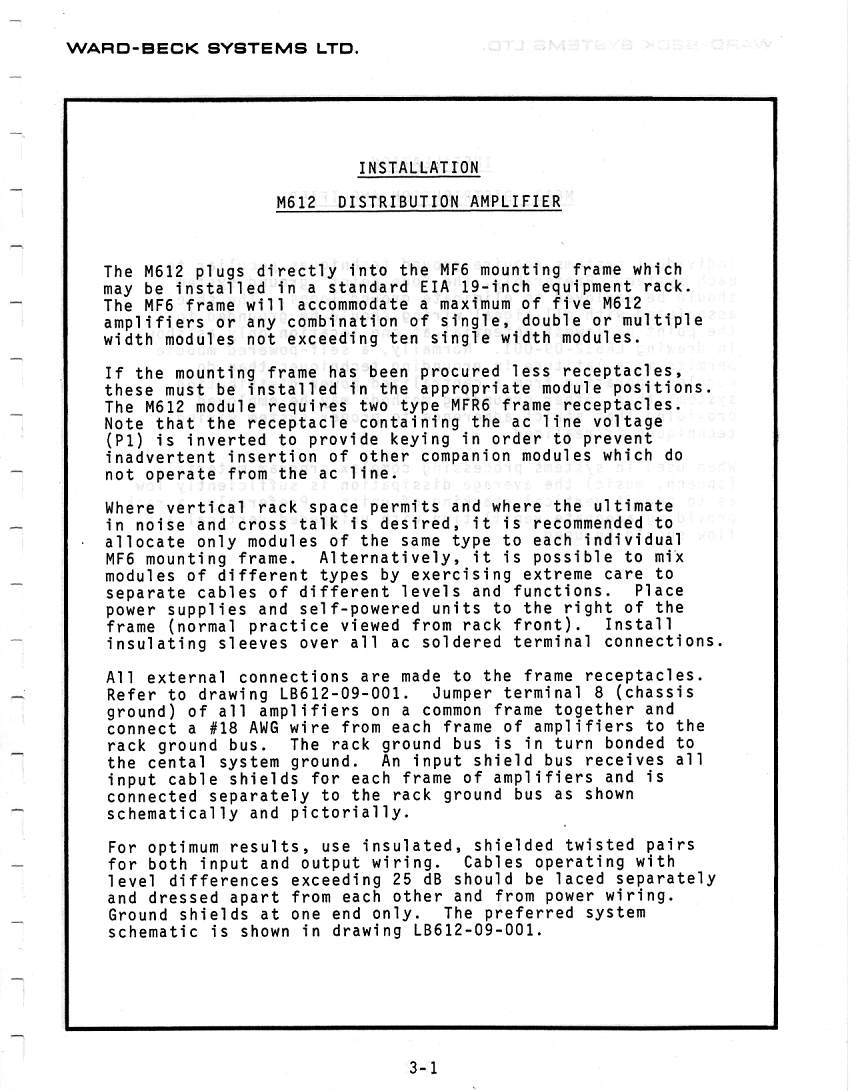 WARD-BECK SYSTEMS LTD.
INSTALLATION
M612 DISTRIBUTION AMPLIFIER
The M612 plugs directly into the MF6 mounting frame which
may be installed in a standard EIA 19-inch equipment rack.
The MF6 frame will accommodate a maximum of five M612
amplifiers or any combination of single, double or multiple
width modules not exceeding ten single width modules.
If the mounting frame has been procured less receptacles,
these must be installed in the appropriate module positions.
The M612 module requires two type MFR6 frame receptacles.
Note that the receptacle containing the ac line voltage
(P1) is inverted to provide keying in order to prevent
inadvertent insertion of other companion modules which do
not operate fromthe ac line.
Where vertical rack space permits and where the ultimate
in noise and cross talk is desired, it is recommended to
allocate only modules of the same type to each individual
MF6 mounting frame. Alternatively, it is possible to mix
modules of different types by exercising extreme care to
separate cables of different levels and functions. Place
power supplies and self-powered units to the right of the
frame (normal practice viewed from rack front). Install
insulating sleeves over all ac soldered terminal connections.
All external connections are made to the frame receptacles.
Refer to drawing LB612-09-001. Jumper terminal 8 (chassis
ground) of all amplifiers on a common frame together and
connect a #18 AWG wire from each frame of amplifiers to the
rack ground bus. The rack ground bus is in turn bonded to
the cental system ground. An input shield bus receives all
input cable shields for each frame of amplifiers and is
connected separately to the rack ground bus as shown
schematically and pictorially.
For optimum results, use insulated, shielded twisted pairs
for both input and output wiring. Cables operating with
level differences exceeding 25 dB should be laced separately
and dressed apart from each other and from power wiring.
Ground shields at one end only. The preferred system
schematic is shown in drawing LB612-09-001.
3-1